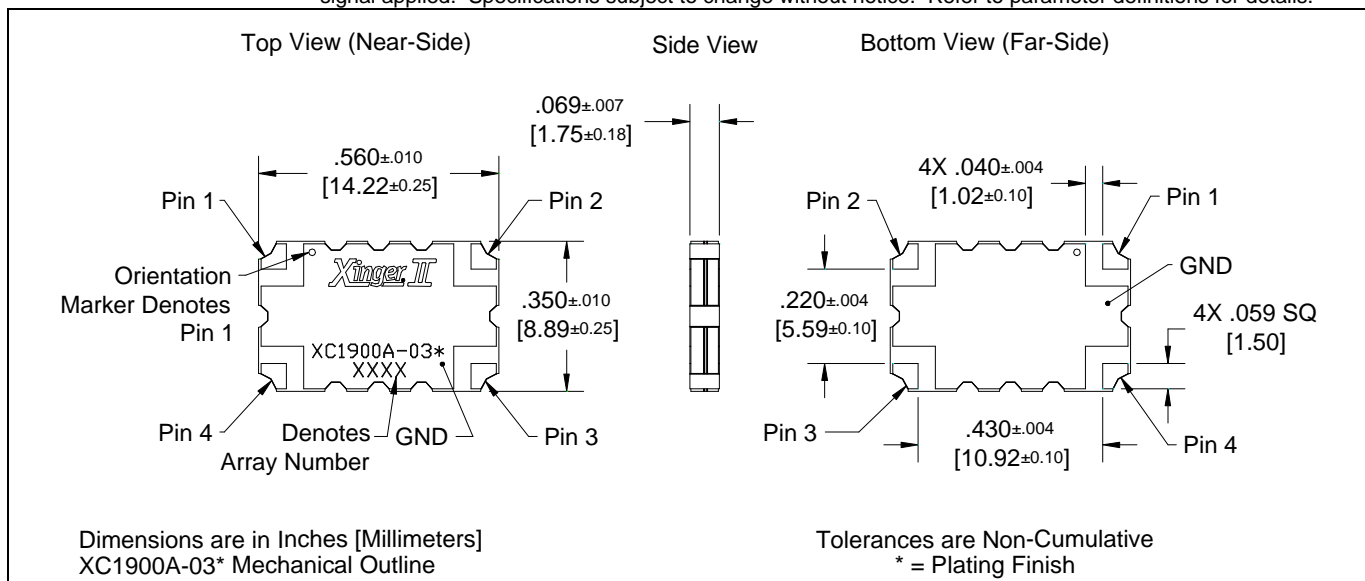 signal applied. Specifications subject to change without notice. Refer to parameter definitions for details.
Top View (Near-Side)
Side View
Bottom View (Far-Side)
.069±.007
[1.75±0.18]
.560±.010
[14.22±0.25]
4X .040±.004
[1.02±0.10]
Pin 1
Pin 2
Pin 2
Pin 1
Orientation
Marker Denotes
Pin 1
Xinger II
GND
.350±.010
[8.89±0.25]
.220±.004
[5.59±0.10]
4X .059 SQ
[1.50]
XC1900A-03*
XXXX
Pin 4
Denotes
Array Number
GND
Pin 3
Pin 3
.430±.004
[10.92±0.10]
Pin 4
Dimensions are in Inches [Millimeters]
XC1900A-03* Mechanical Outline
Tolerances are Non-Cumulative
* = Plating Finish